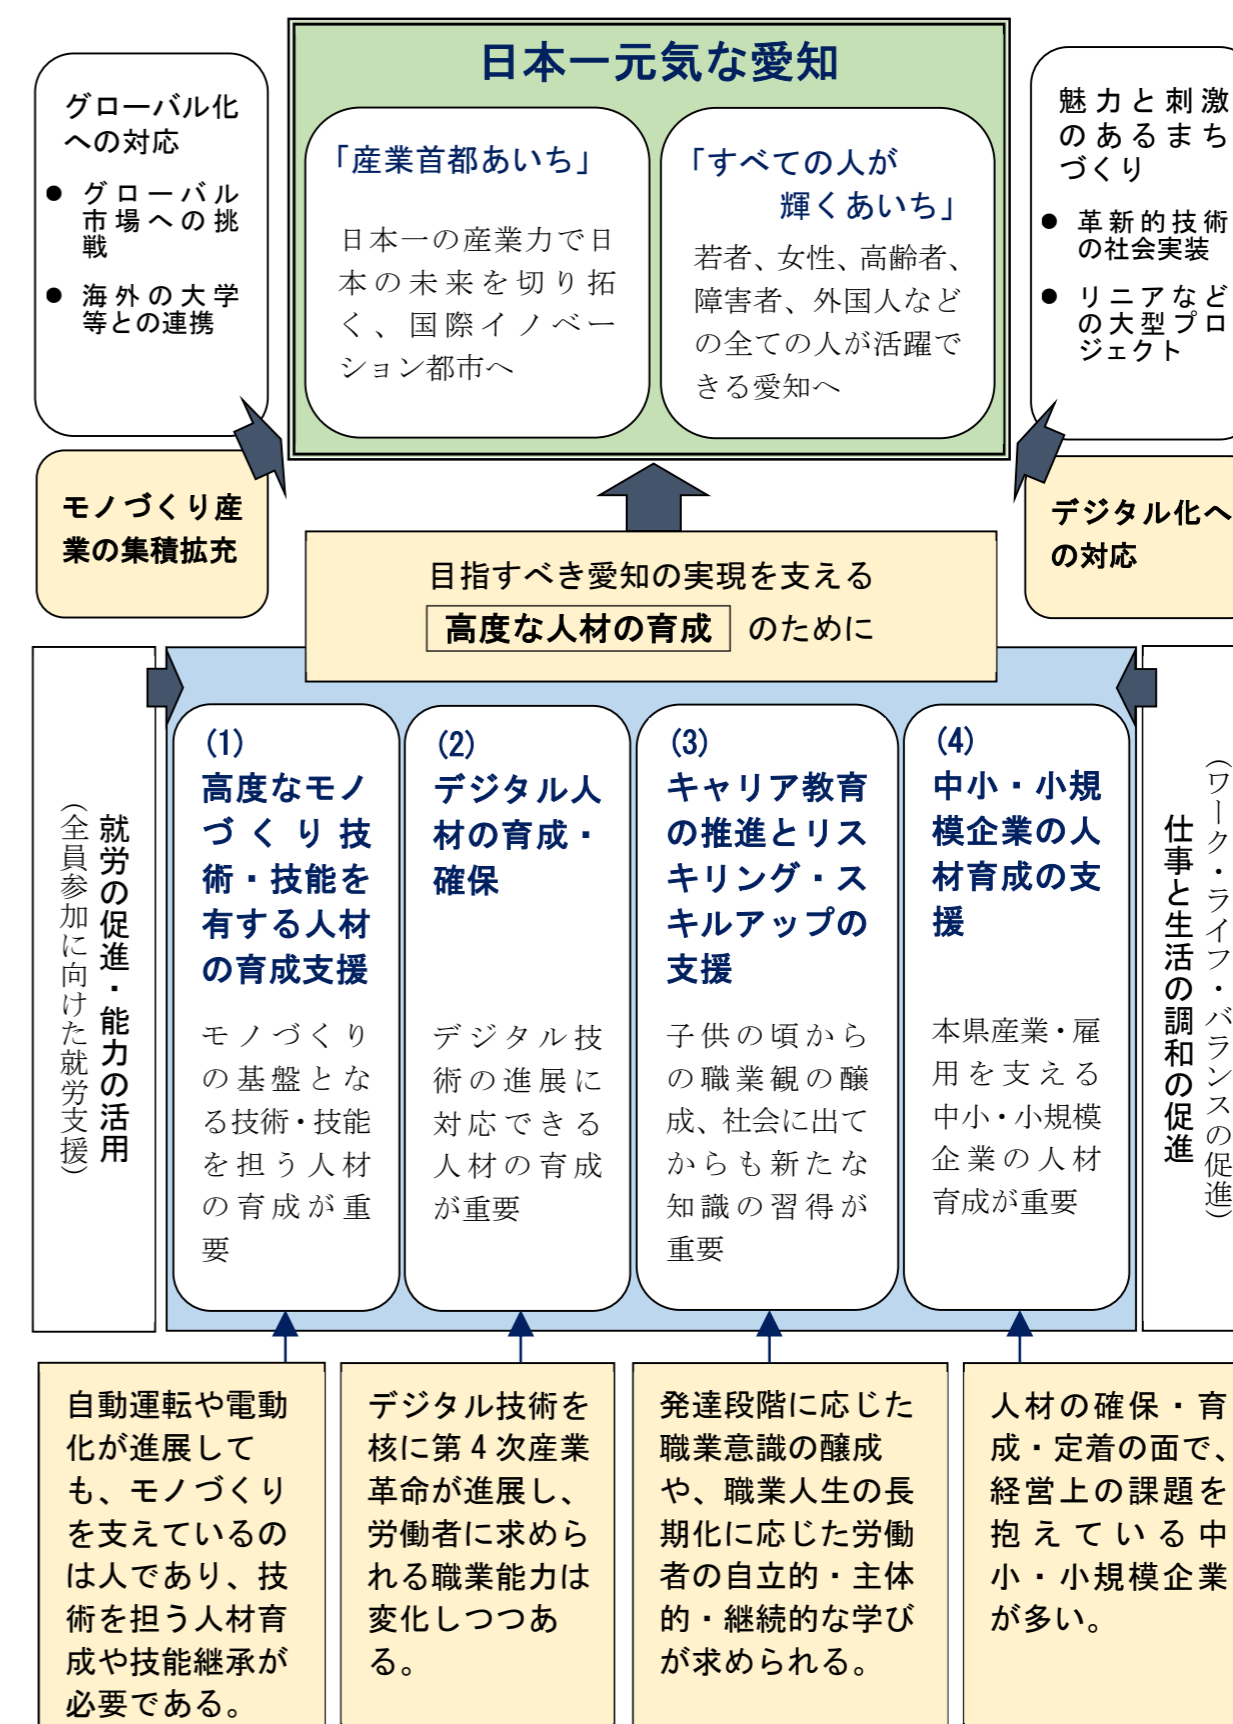 日本一元気な愛知
グローバル化
への対応
● グローバル
市場への挑
戦
● 海外の大学
等との連携
「産業首都あいち」
日本一の産業力で日
本の未来を切り拓
く、国際イノベー
ション都市へ
「すべての人が
輝くあいち」
若者、女性、高齢者、
障害者、外国人など
の全ての人が活躍で
きる愛知へ
魅力と刺激
のあるまち
づくり
● 革新的技術
の社会実装
● リニアなど
の大型プロ
ジェクト
モノづくり産
業の集積拡充
デジタル化へ
の対応
目指すべき愛知の実現を支える
高度な人材の育成 のために
就労の促進・能力の活用
（全員参加に向けた就労支援）
(1)
高度なモノ
づくり技
術・技能を
有する人材
の育成支援
モノづくり
の基盤とな
る技術・技能
を担う人材
の育成が重
要
(2)
デジタル人
材の育成・
確保
デジタル技
術の進展に
対応できる
人材の育成
が重要
(3)
キャリア教育
の推進とリス
キリング・ス
キルアップの
支援
子供の頃から
の職業観の醸
成、社会に出て
からも新たな
知識の習得が
重要
(4)
中小・小規
模企業の人
材育成の支
援
本県産業・雇
用を支える
中小・小規模
企業の人材
育成が重要
（ワーク・ライフ・バランスの促進）
仕事と生活の調和の促進
自動運転や電動
化が進展して
も、モノづくり
を支えているの
は人であり、技
術を担う人材育
成や技能継承が
必要である。
デジタル技術を
核に第４次産業
革命が進展し、
労働者に求めら
れる職業能力は
変化しつつあ
る。
発達段階に応じた
職業意識の醸成
や、職業人生の長
期化に応じた労働
者の自立的・主体
的・継続的な学び
が求められる。
人材の確保・育
成・定着の面で、
経営上の課題を
抱えている中
小・小規模企業
が多い。